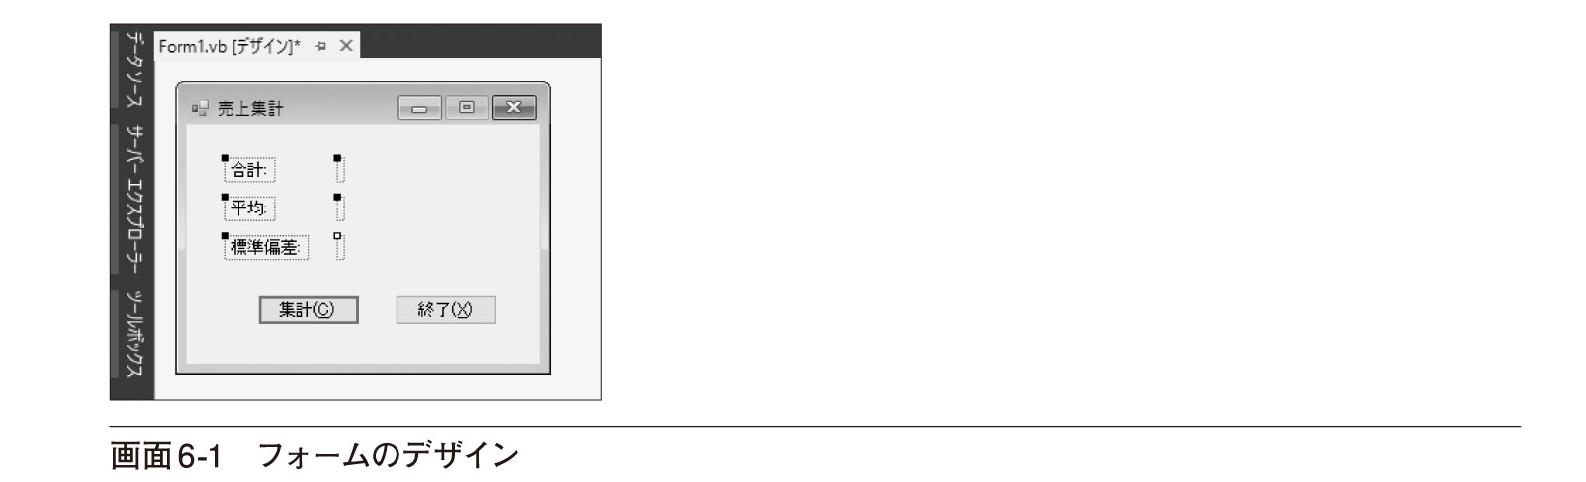 データソース
サーバー エクスプローラー
ツールボックス
Form1.vb [デザイン]*
売上集計
合計:
平均:
標準偏差:
集計(C)
終了(X)
画面6-1 フォームのデザイン